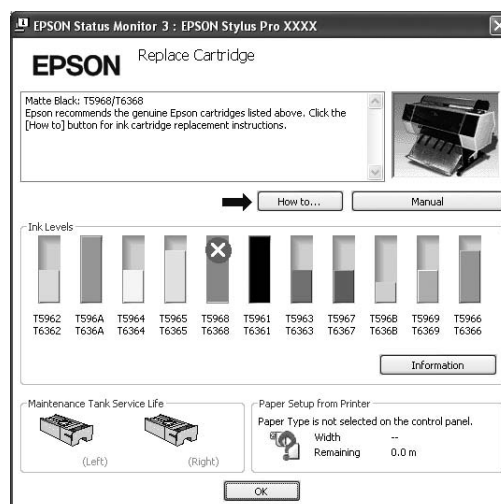 EPSON Status Monitor 3 : EPSON Stylus Pro XXXX
EPSON
Replace Cartridge
Matte Black: T5968/T6368
Epson recommends the genuine Epson cartridges listed above. Click the
[How to] button for ink cartridge replacement instructions.
How to...
Manual
Ink Levels
T5962 T596A T5964 T5965 T5968 T5961 T5963 T5967 T596B T5969 T5966
T6362 T636A T6364 T6365 T6368 T6361 T6363 T6367 T636B T6369 T6366
Information
Maintenance Tank Service Life
(Left)
(Right)
Paper Setup from Printer
Paper Type is not selected on the control panel.
Width --
Remaining 0.0 m
OK